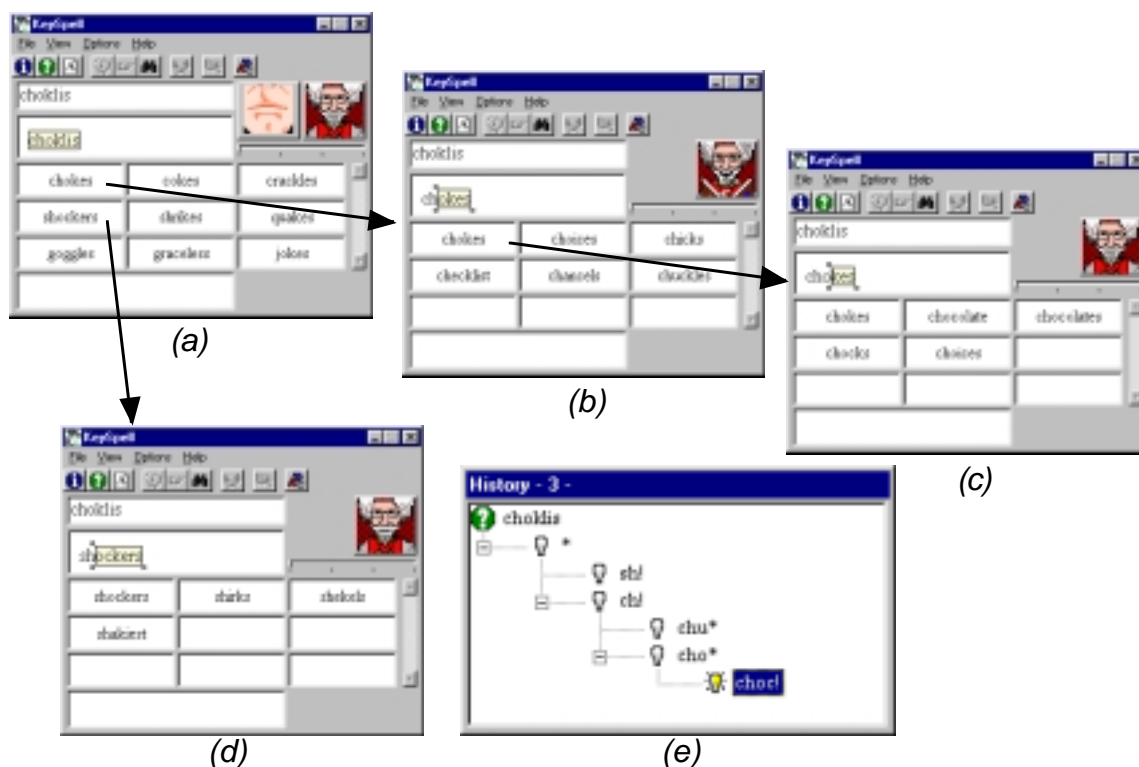 KeySpell
File View Options Help
choklis
choklis
chokes cokes crackles
shockers shrikes quakes
goggles graceless jokes
(a)
KeySpell
File View Options Help
choklis
chokes
chokes choises chicks
checklist chancels chuckles
(b)
KeySpell
File View Options Help
choklis
chokes
chokes chocolate chocolates
chocks choises
(c)
KeySpell
File View Options Help
choklis
shockers
shockers shirks shekels
shakiest
(d)
History - 3 -
choklis
*
sh!
ch!
chu*
cho*
choc!
(e)